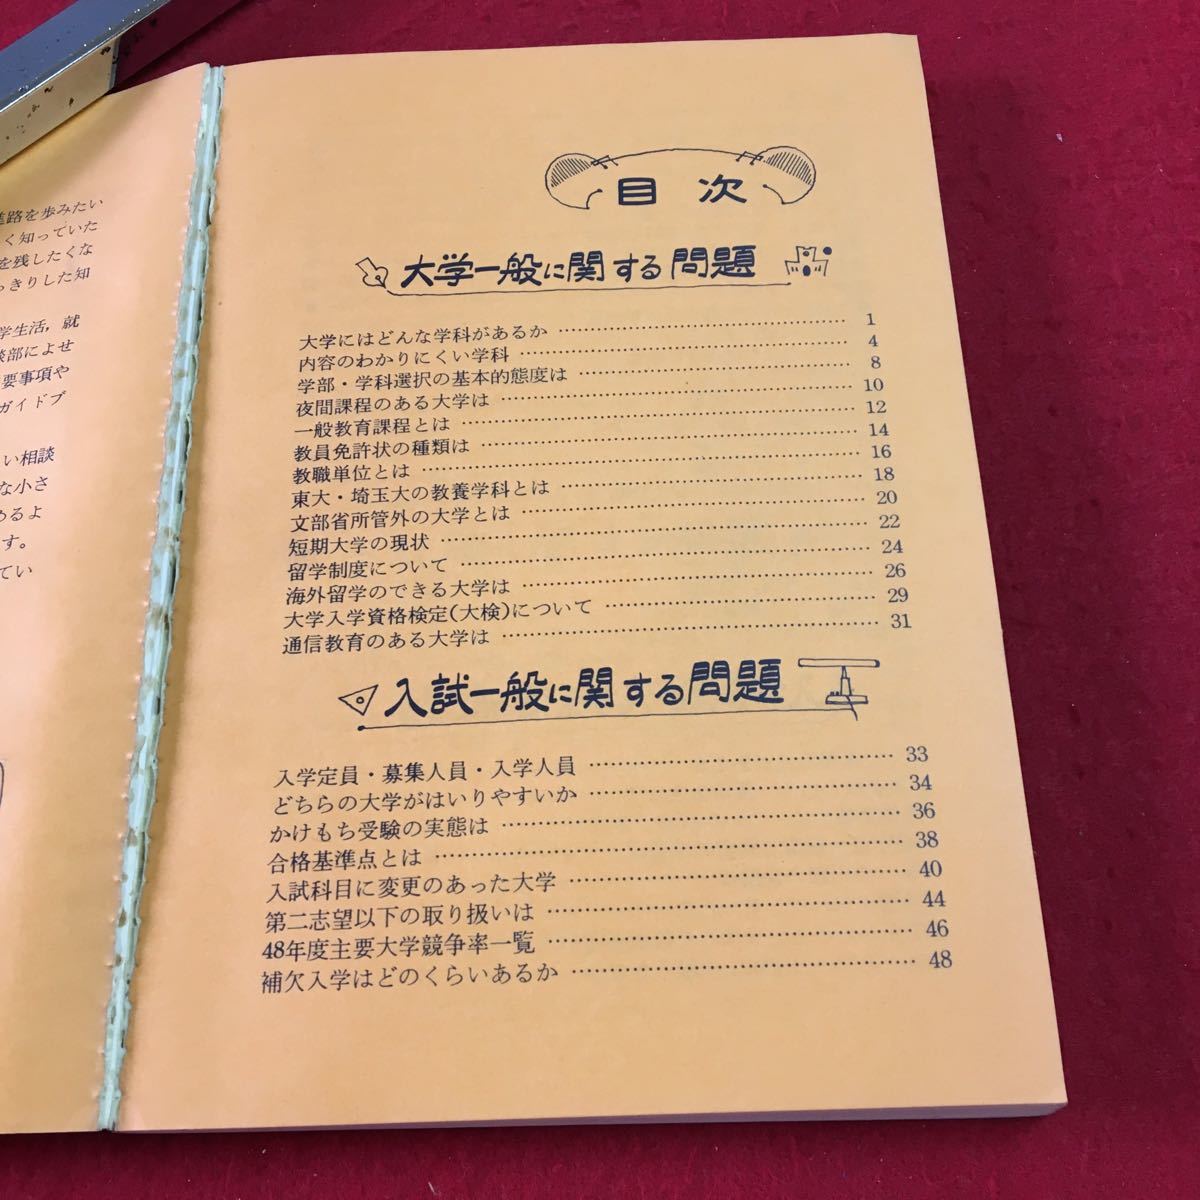 進路を歩みたい
く知っていた
を残したくな
っきりした知
学生活，就
談部によせ
要事項や
ガイドブ
い相談
な小さ
めるよ
す。
てい
目次
大学一般に関する問題
大学にはどんな学科があるか 1
内容のわかりにくい学科 4
学部・学科選択の基本的態度は 8
夜間課程のある大学は 10
一般教育課程とは 12
教員免許状の種類は 14
教職単位とは 16
東大・埼玉大の教養学科とは 18
文部省所管外の大学とは 20
短期大学の現状 22
留学制度について 24
海外留学のできる大学は 26
大学入学資格検定(大検)について 29
通信教育のある大学は 31
入試一般に関する問題
入学定員・募集人員・入学人員 33
どちらの大学がはいりやすいか 34
かけもち受験の実態は 36
合格基準点とは 38
入試科目に変更のあった大学 40
第二志望以下の取り扱いは 44
48年度主要大学競争率一覧 46
補欠入学はどのくらいあるか 48